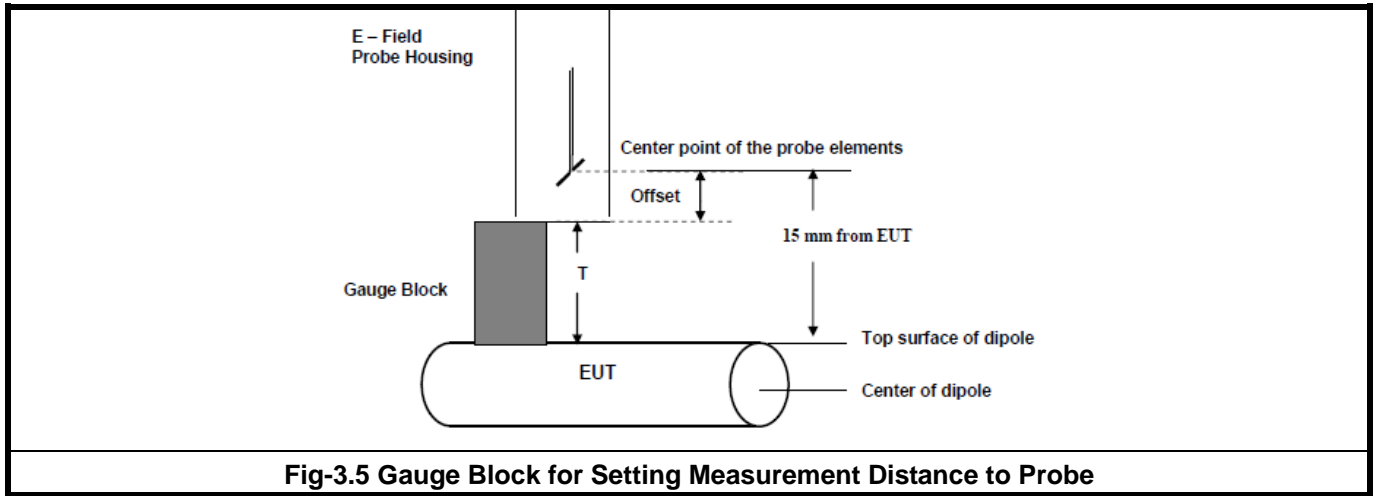 E – Field
Probe Housing
Center point of the probe elements
Offset
15 mm from EUT
T
Gauge Block
Top surface of dipole
EUT
Center of dipole
Fig-3.5 Gauge Block for Setting Measurement Distance to Probe